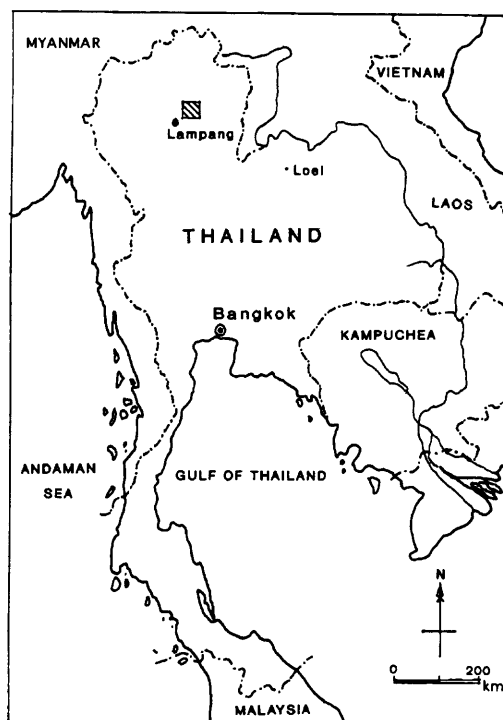 MYANMAR
VIETNAM
Lampang
Loei
LAOS
THAILAND
Bangkok
KAMPUCHEA
ANDAMAN
SEA
GULF OF THAILAND
N
0 200
km
MALAYSIA